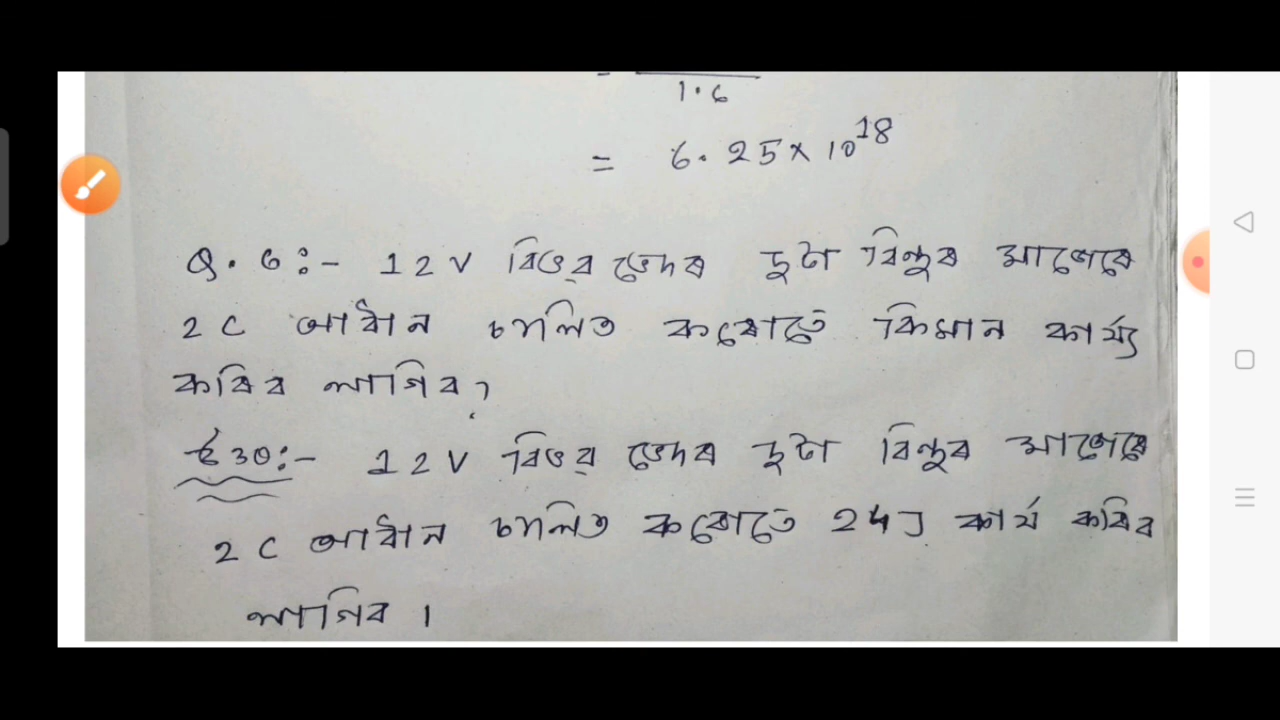 =
1.6
= 6.25 × 10^18
Q.6:- 12V বিভৱ ভেদৰ দুটা বিন্দুৰ মাজেৰে
2C আধান চালিত কৰোতে কিমান কাৰ্য্য
কৰিব লাগিব?
উঃ- 12V বিভৱ ভেদৰ দুটা বিন্দুৰ মাজেৰে
2C আধান চালিত কৰোতে 24J কাৰ্য কৰিব
লাগিব।